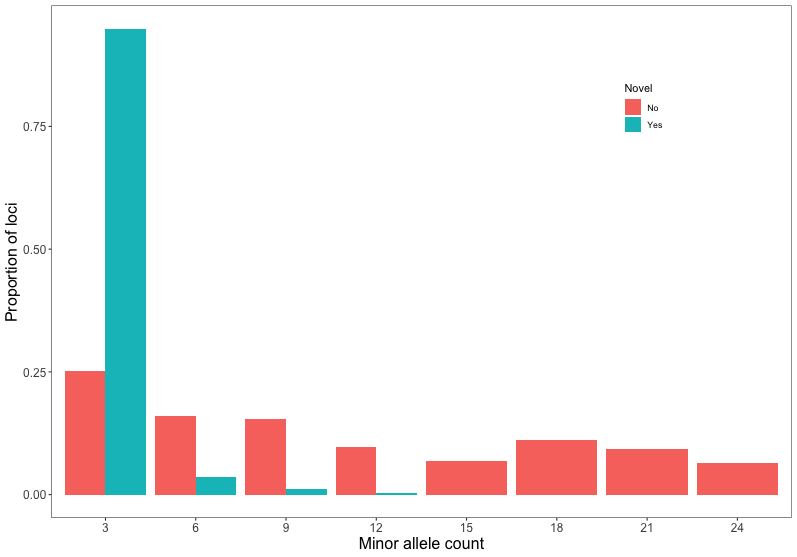 Novel
No
Yes
0.75
0.50
0.25
0.00
Proportion of loci
3 6 9 12 15 18 21 24
Minor allele count